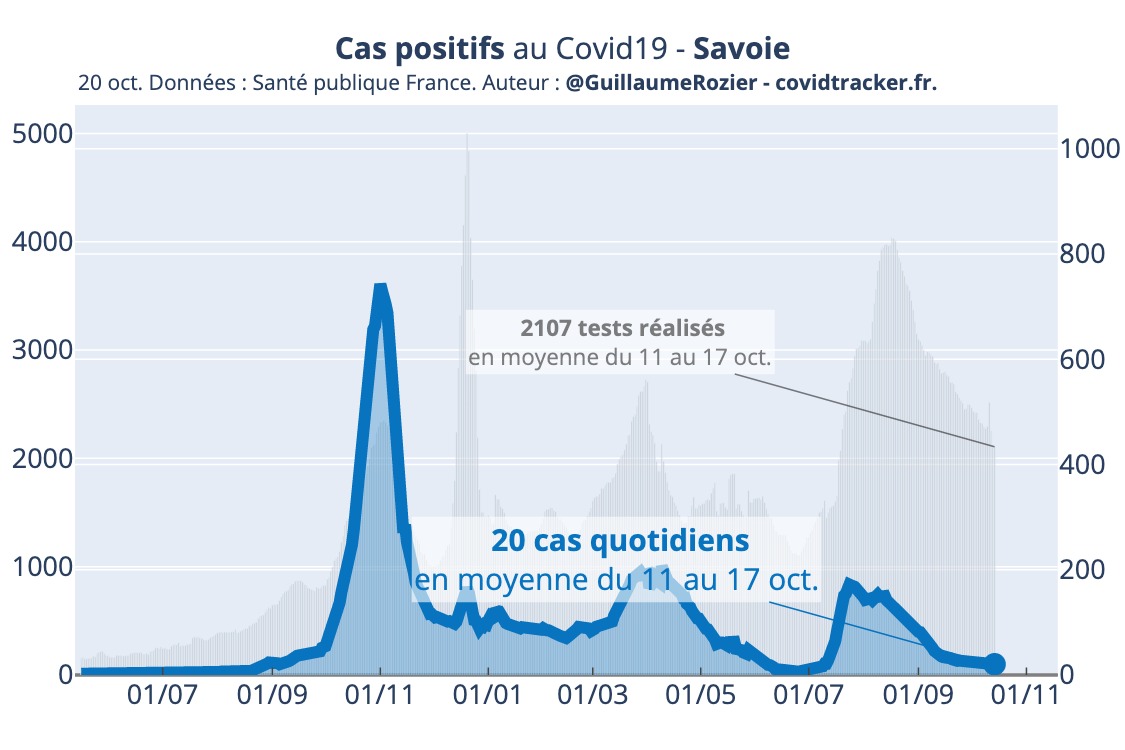 Cas positifs au Covid19 - Savoie
20 oct. Données : Santé publique France. Auteur : @GuillaumeRozier - covidtracker.fr.
5000
4000
3000
2000
1000
0
1000
800
600
400
200
0
2107 tests réalisés
en moyenne du 11 au 17 oct.
20 cas quotidiens
en moyenne du 11 au 17 oct.
01/07 01/09 01/11 01/01 01/03 01/05 01/07 01/09 01/11